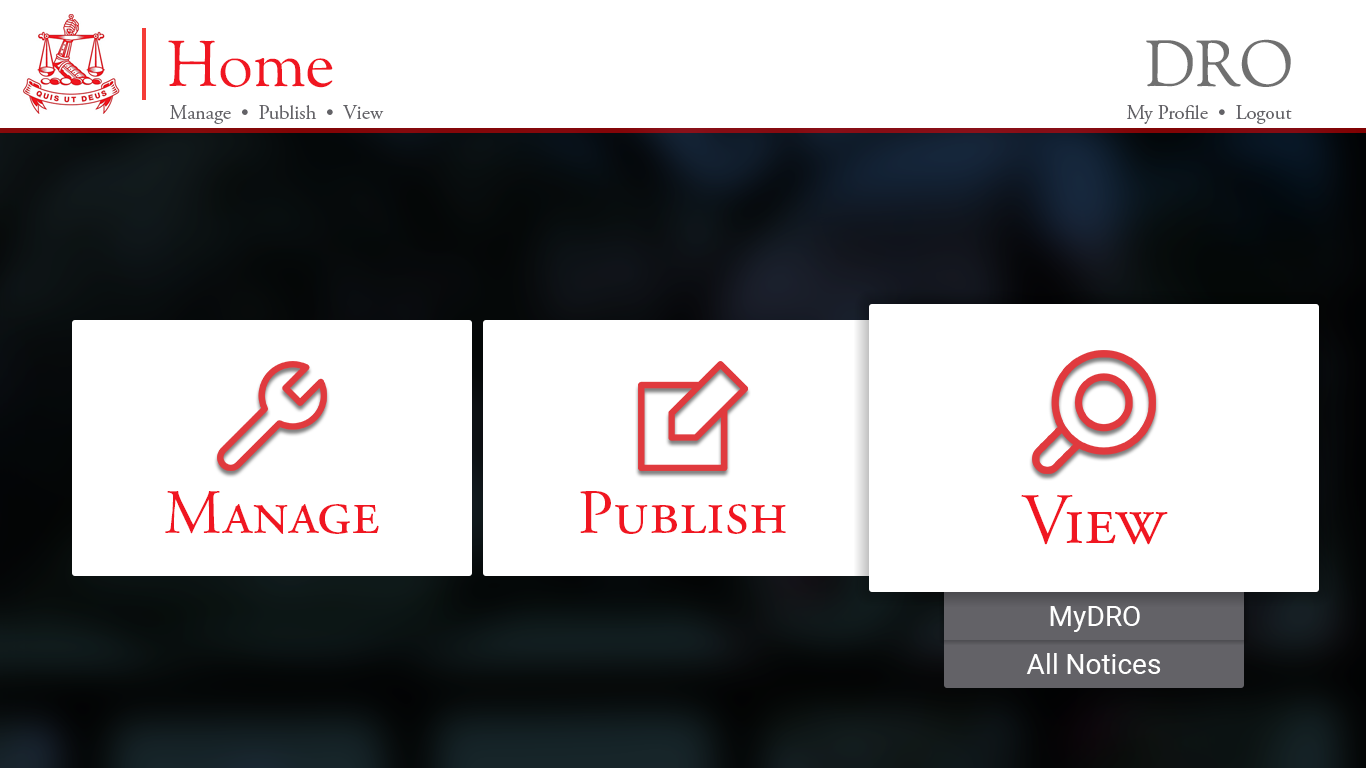 QUIS UT DEUS
Home
Manage • Publish • View
DRO
My Profile • Logout
Manage
Publish
View
MyDRO
All Notices